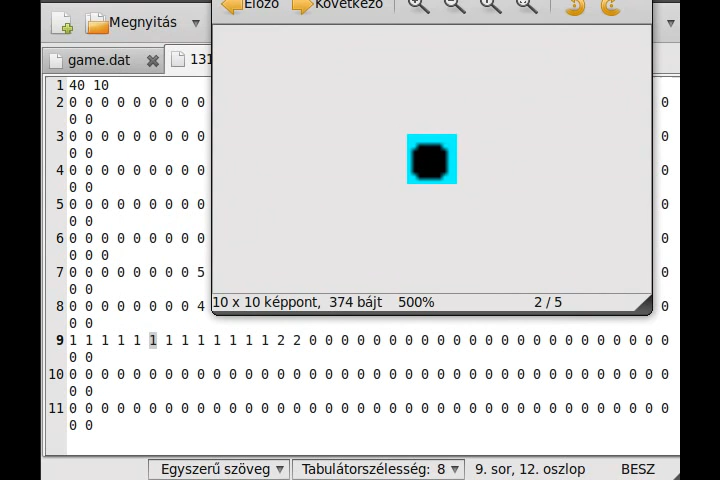 Megnyitás
Előző Következő
game.dat
131
1 40 10
2 0 0 0 0 0 0 0 0 0 0
0 0
3 0 0 0 0 0 0 0 0 0 0
0 0
4 0 0 0 0 0 0 0 0 0 0
0 0
5 0 0 0 0 0 0 0 0 0 0
0 0
6 0 0 0 0 0 0 0 0 0 0
0 0 0
7 0 0 0 0 0 0 0 0 5 0
0 0
8 0 0 0 0 0 0 0 0 4 0
0 0
10 x 10 képpont, 374 bájt 500% 2 / 5
9 1 1 1 1 1 1 1 1 1 1 1 1 1 2 2 0 0 0 0 0 0 0 0 0 0 0 0 0 0 0 0 0 0 0 0 0 0 0
0 0
10 0 0 0 0 0 0 0 0 0 0 0 0 0 0 0 0 0 0 0 0 0 0 0 0 0 0 0 0 0 0 0 0 0 0 0 0 0 0
0 0
11 0 0 0 0 0 0 0 0 0 0 0 0 0 0 0 0 0 0 0 0 0 0 0 0 0 0 0 0 0 0 0 0 0 0 0 0 0 0
0 0
Egyszerű szöveg Tabulátorszélesség: 8 9. sor, 12. oszlop BESZ